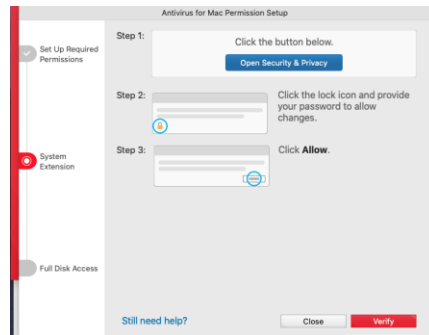 Antivirus for Mac Permission Setup
Set Up Required
Permissions
Step 1:
Click the button below.
Open Security & Privacy
Step 2:
Click the lock icon and provide
your password to allow
changes.
System
Extension
Step 3:
Click Allow.
Full Disk Access
Still need help?
Close
Verify